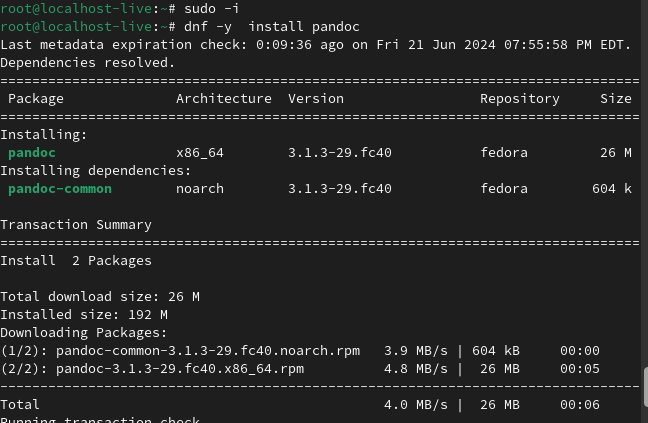 root@localhost-live:~# sudo -i
root@localhost-live:~# dnf -y  install pandoc
Last metadata expiration check: 0:09:36 ago on Fri 21 Jun 2024 07:55:58 PM EDT.
Dependencies resolved.
================================================================================
 Package              Architecture  Version                 Repository     Size
================================================================================
Installing:
 pandoc               x86_64        3.1.3-29.fc40           fedora         26 M
Installing dependencies:
 pandoc-common        noarch        3.1.3-29.fc40           fedora        604 k
Transaction Summary
================================================================================
Install  2 Packages
Total download size: 26 M
Installed size: 192 M
Downloading Packages:
(1/2): pandoc-common-3.1.3-29.fc40.noarch.rpm   3.9 MB/s | 604 kB     00:00
(2/2): pandoc-3.1.3-29.fc40.x86_64.rpm          4.8 MB/s |  26 MB     00:05
--------------------------------------------------------------------------------
Total                                           4.0 MB/s |  26 MB     00:06
Running transaction check